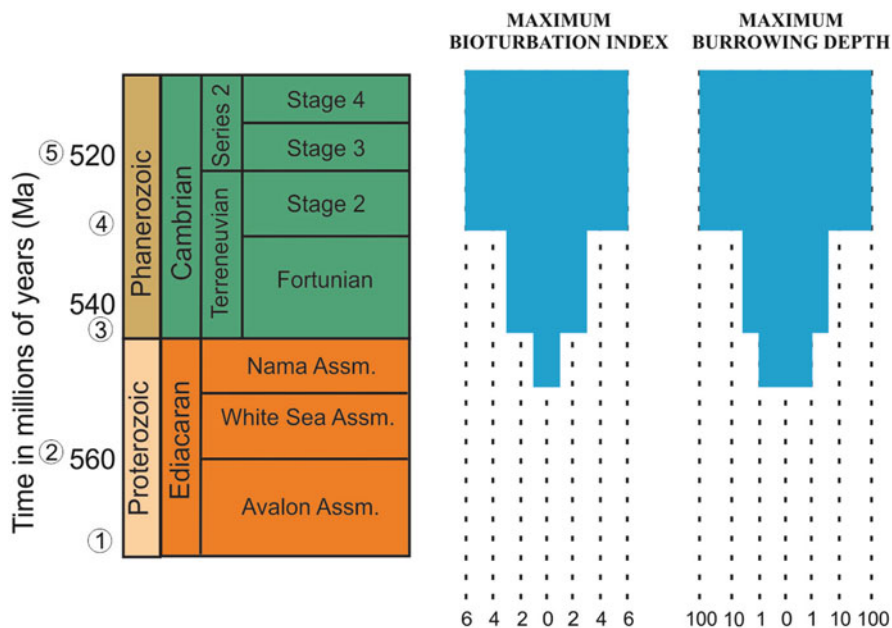 MAXIMUM
BIOTURBATION INDEX
MAXIMUM
BURROWING DEPTH
Time in millions of years (Ma)
⑤ 520
④
540
③
② 560
①
Phanerozoic
Proterozoic
Cambrian
Ediacaran
Series 2
Terreneuvian
Stage 4
Stage 3
Stage 2
Fortunian
Nama Assm.
White Sea Assm.
Avalon Assm.
6 4 2 0 2 4 6
100 10 1 0 1 10 100